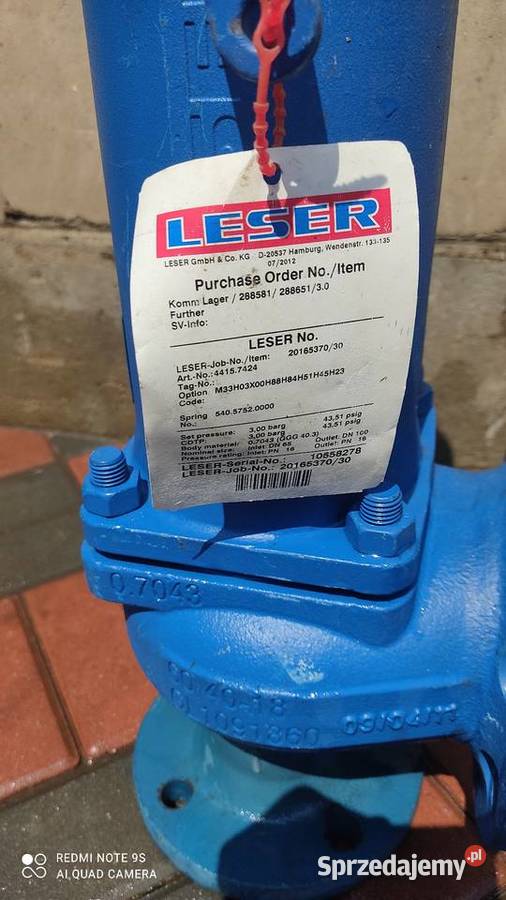 LESER
LESER GmbH & Co. KG D-20537 Hamburg, Wendenstr. 133-135
07/2012
Purchase Order No./Item
Komm Lager / 288581/ 288651/3.0
Further
SV-Info:
LESER No.
LESER-Job-No./Item: 20165370/30
Art.-No.:4415.7424
Tag.-No.:
Option M33H03X00H88H84H51H45H23
Code:
Spring 540.5752.0000
No.:
Set pressure: 3,00 barg 43,51 psig
CDTP: 3,00 barg 43,51 psig
Body material: 0.7043 (GGG 40.3)
Nominal size: Inlet: DN 65 Outlet: DN 100
Pressure rating: Inlet: PN 16 Outlet: PN 16
LESER-Serial-No.: 10558278
LESER-Job-No.: 20165370/30
0.7043
40-18
1091860
REDMI NOTE 9S
AI QUAD CAMERA
Sprzedajemy.pl